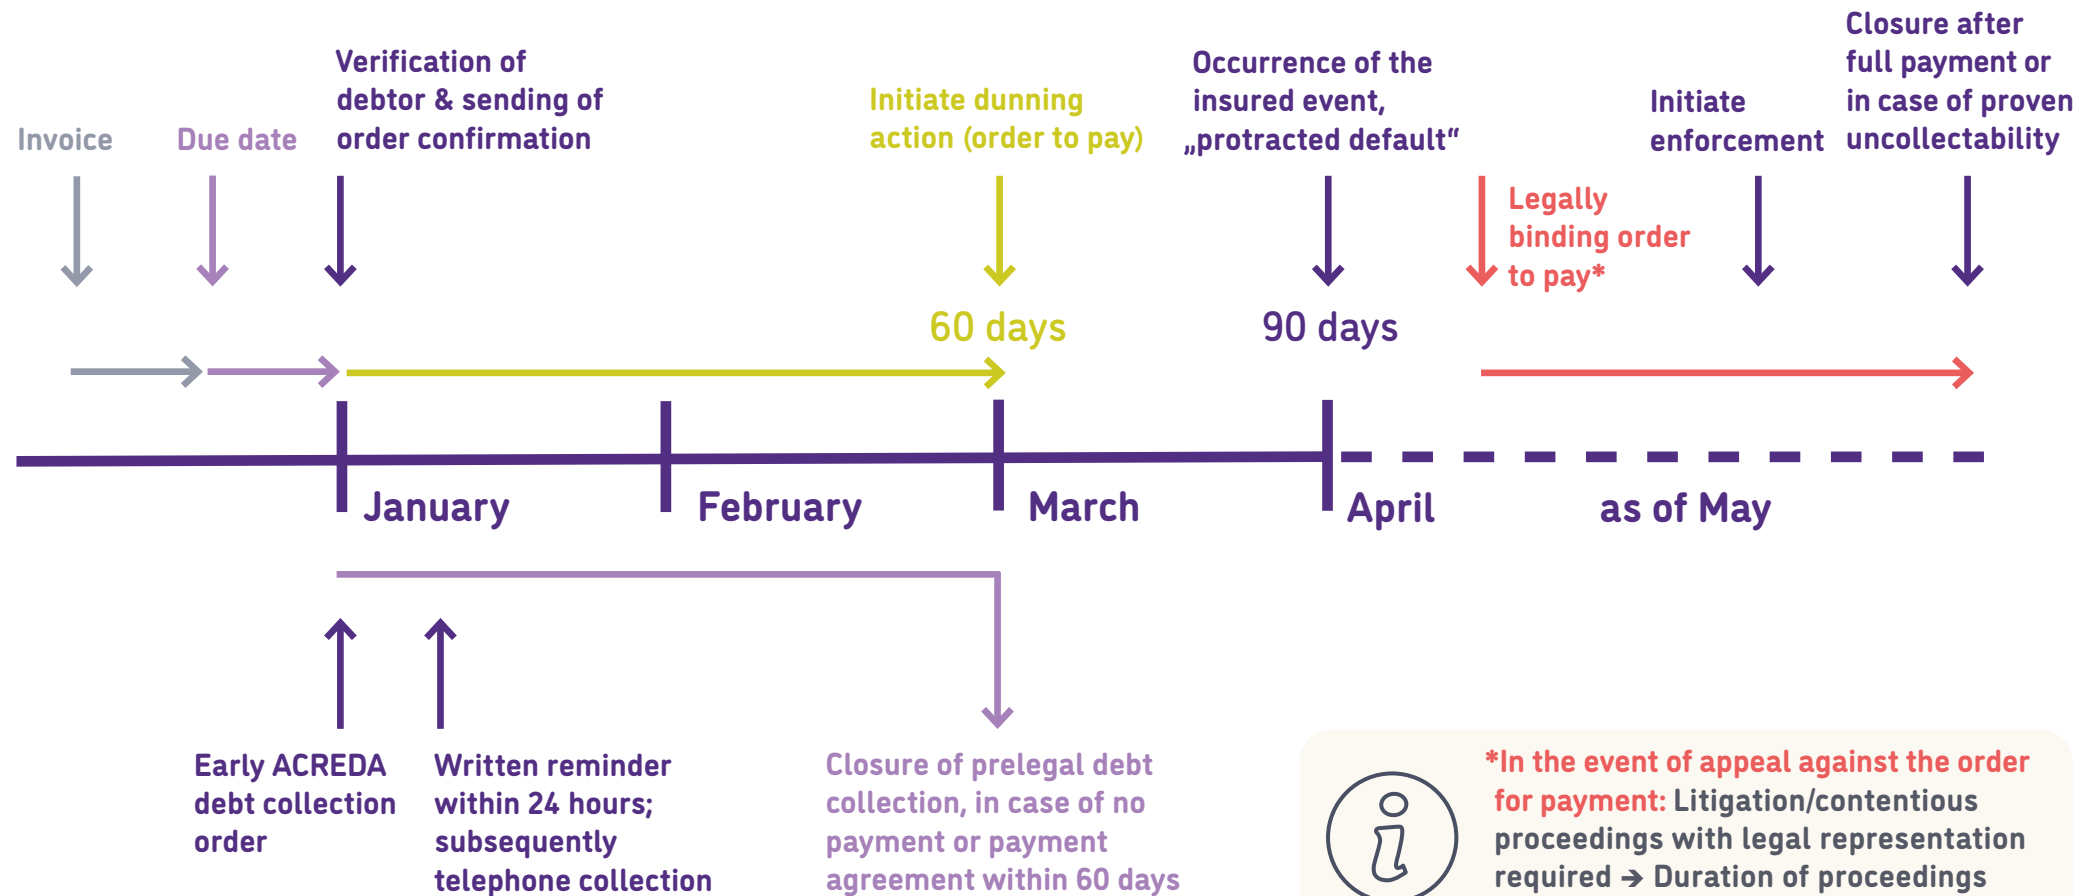 Invoice
Due date
Verification of
debtor & sending of
order confirmation
Initiate dunning
action (order to pay)
Occurrence of the
insured event,
„protracted default“
Legally
binding order
to pay*
Initiate
enforcement
Closure after
full payment or
in case of proven
uncollectability
60 days
90 days
January
February
March
April
as of May
Early ACREDA
debt collection
order
Written reminder
within 24 hours;
subsequently
telephone collection
Closure of prelegal debt
collection, in case of no
payment or payment
agreement within 60 days
*In the event of appeal against the order
for payment: Litigation/contentious
proceedings with legal representation
required ➔ Duration of proceedings